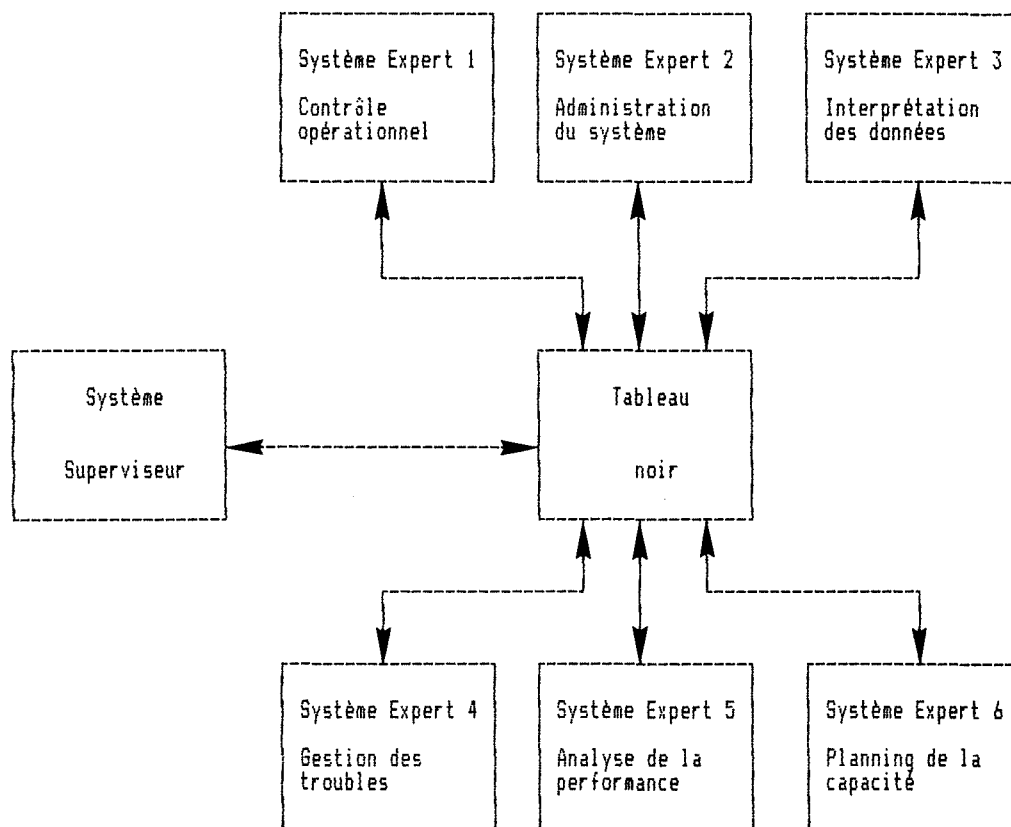 Système Expert 1
Contrôle
opérationnel
Système Expert 2
Administration
du système
Système Expert 3
Interprétation
des données
Système
Superviseur
Tableau
noir
Système Expert 4
Gestion des
troubles
Système Expert 5
Analyse de la
performance
Système Expert 6
Planning de la
capacité